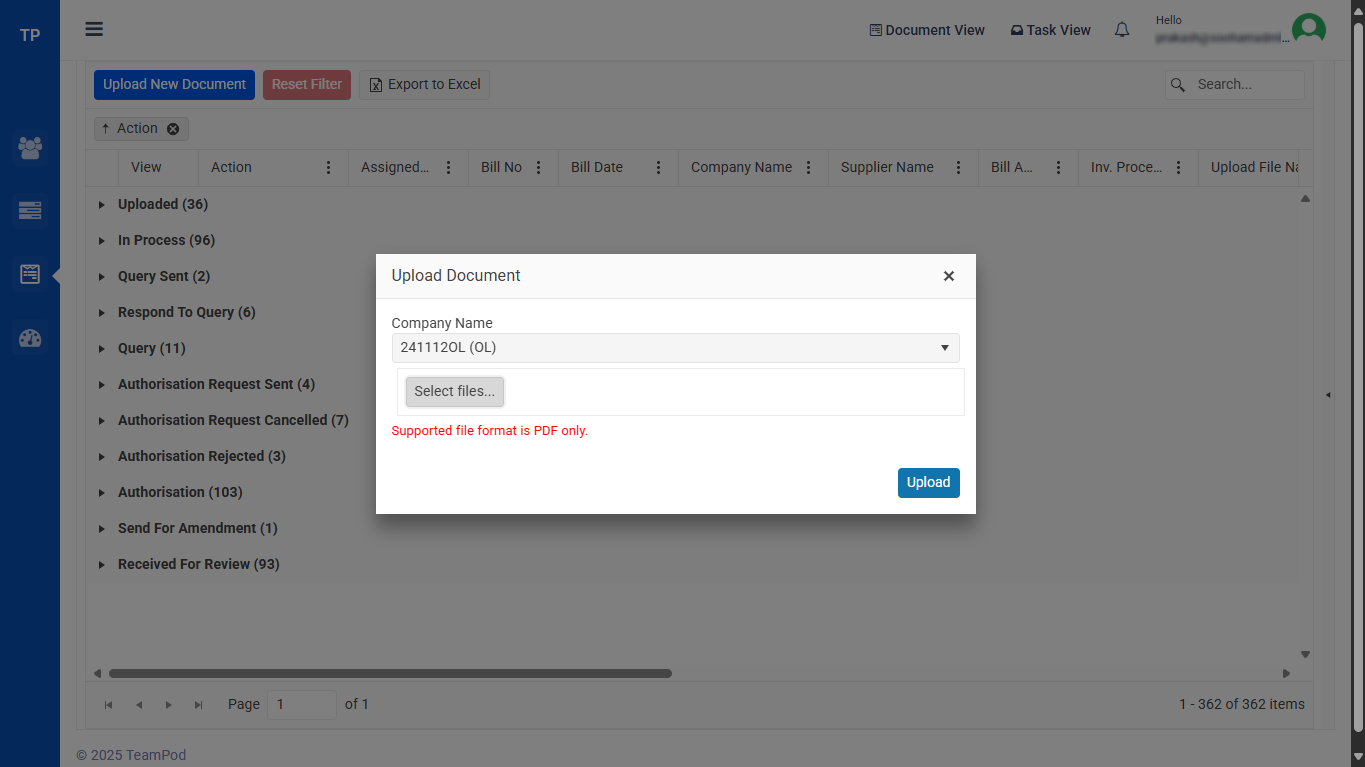 TP
Document View
Task View
Hello
Upload New Document
Reset Filter
Export to Excel
Search...
↑ Action
View
Action
Assigned...
Bill No
Bill Date
Company Name
Supplier Name
Bill A...
Inv. Proce...
Upload File Na
Uploaded (36)
In Process (96)
Query Sent (2)
Respond To Query (6)
Query (11)
Authorisation Request Sent (4)
Authorisation Request Cancelled (7)
Authorisation Rejected (3)
Authorisation (103)
Send For Amendment (1)
Received For Review (93)
Upload Document
Company Name
241112OL (OL)
Select files...
Supported file format is PDF only.
Upload
Page 1 of 1
1 - 362 of 362 items
© 2025 TeamPod